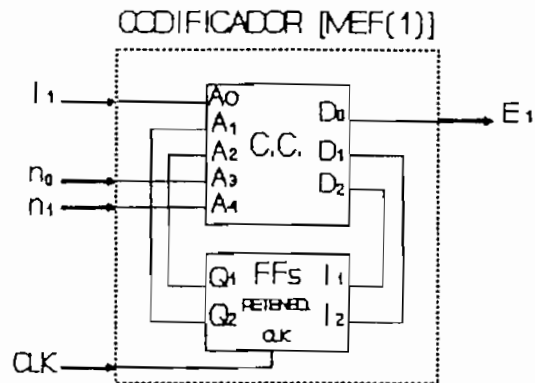 CODIFICADOR [MEF(1)]
I1
A0
A1
A2
A3
A4
C.C.
D0
D1
D2
E1
n0
n1
Q1
Q2
FFs
RETENED.
CLK
I1
I2
CLK